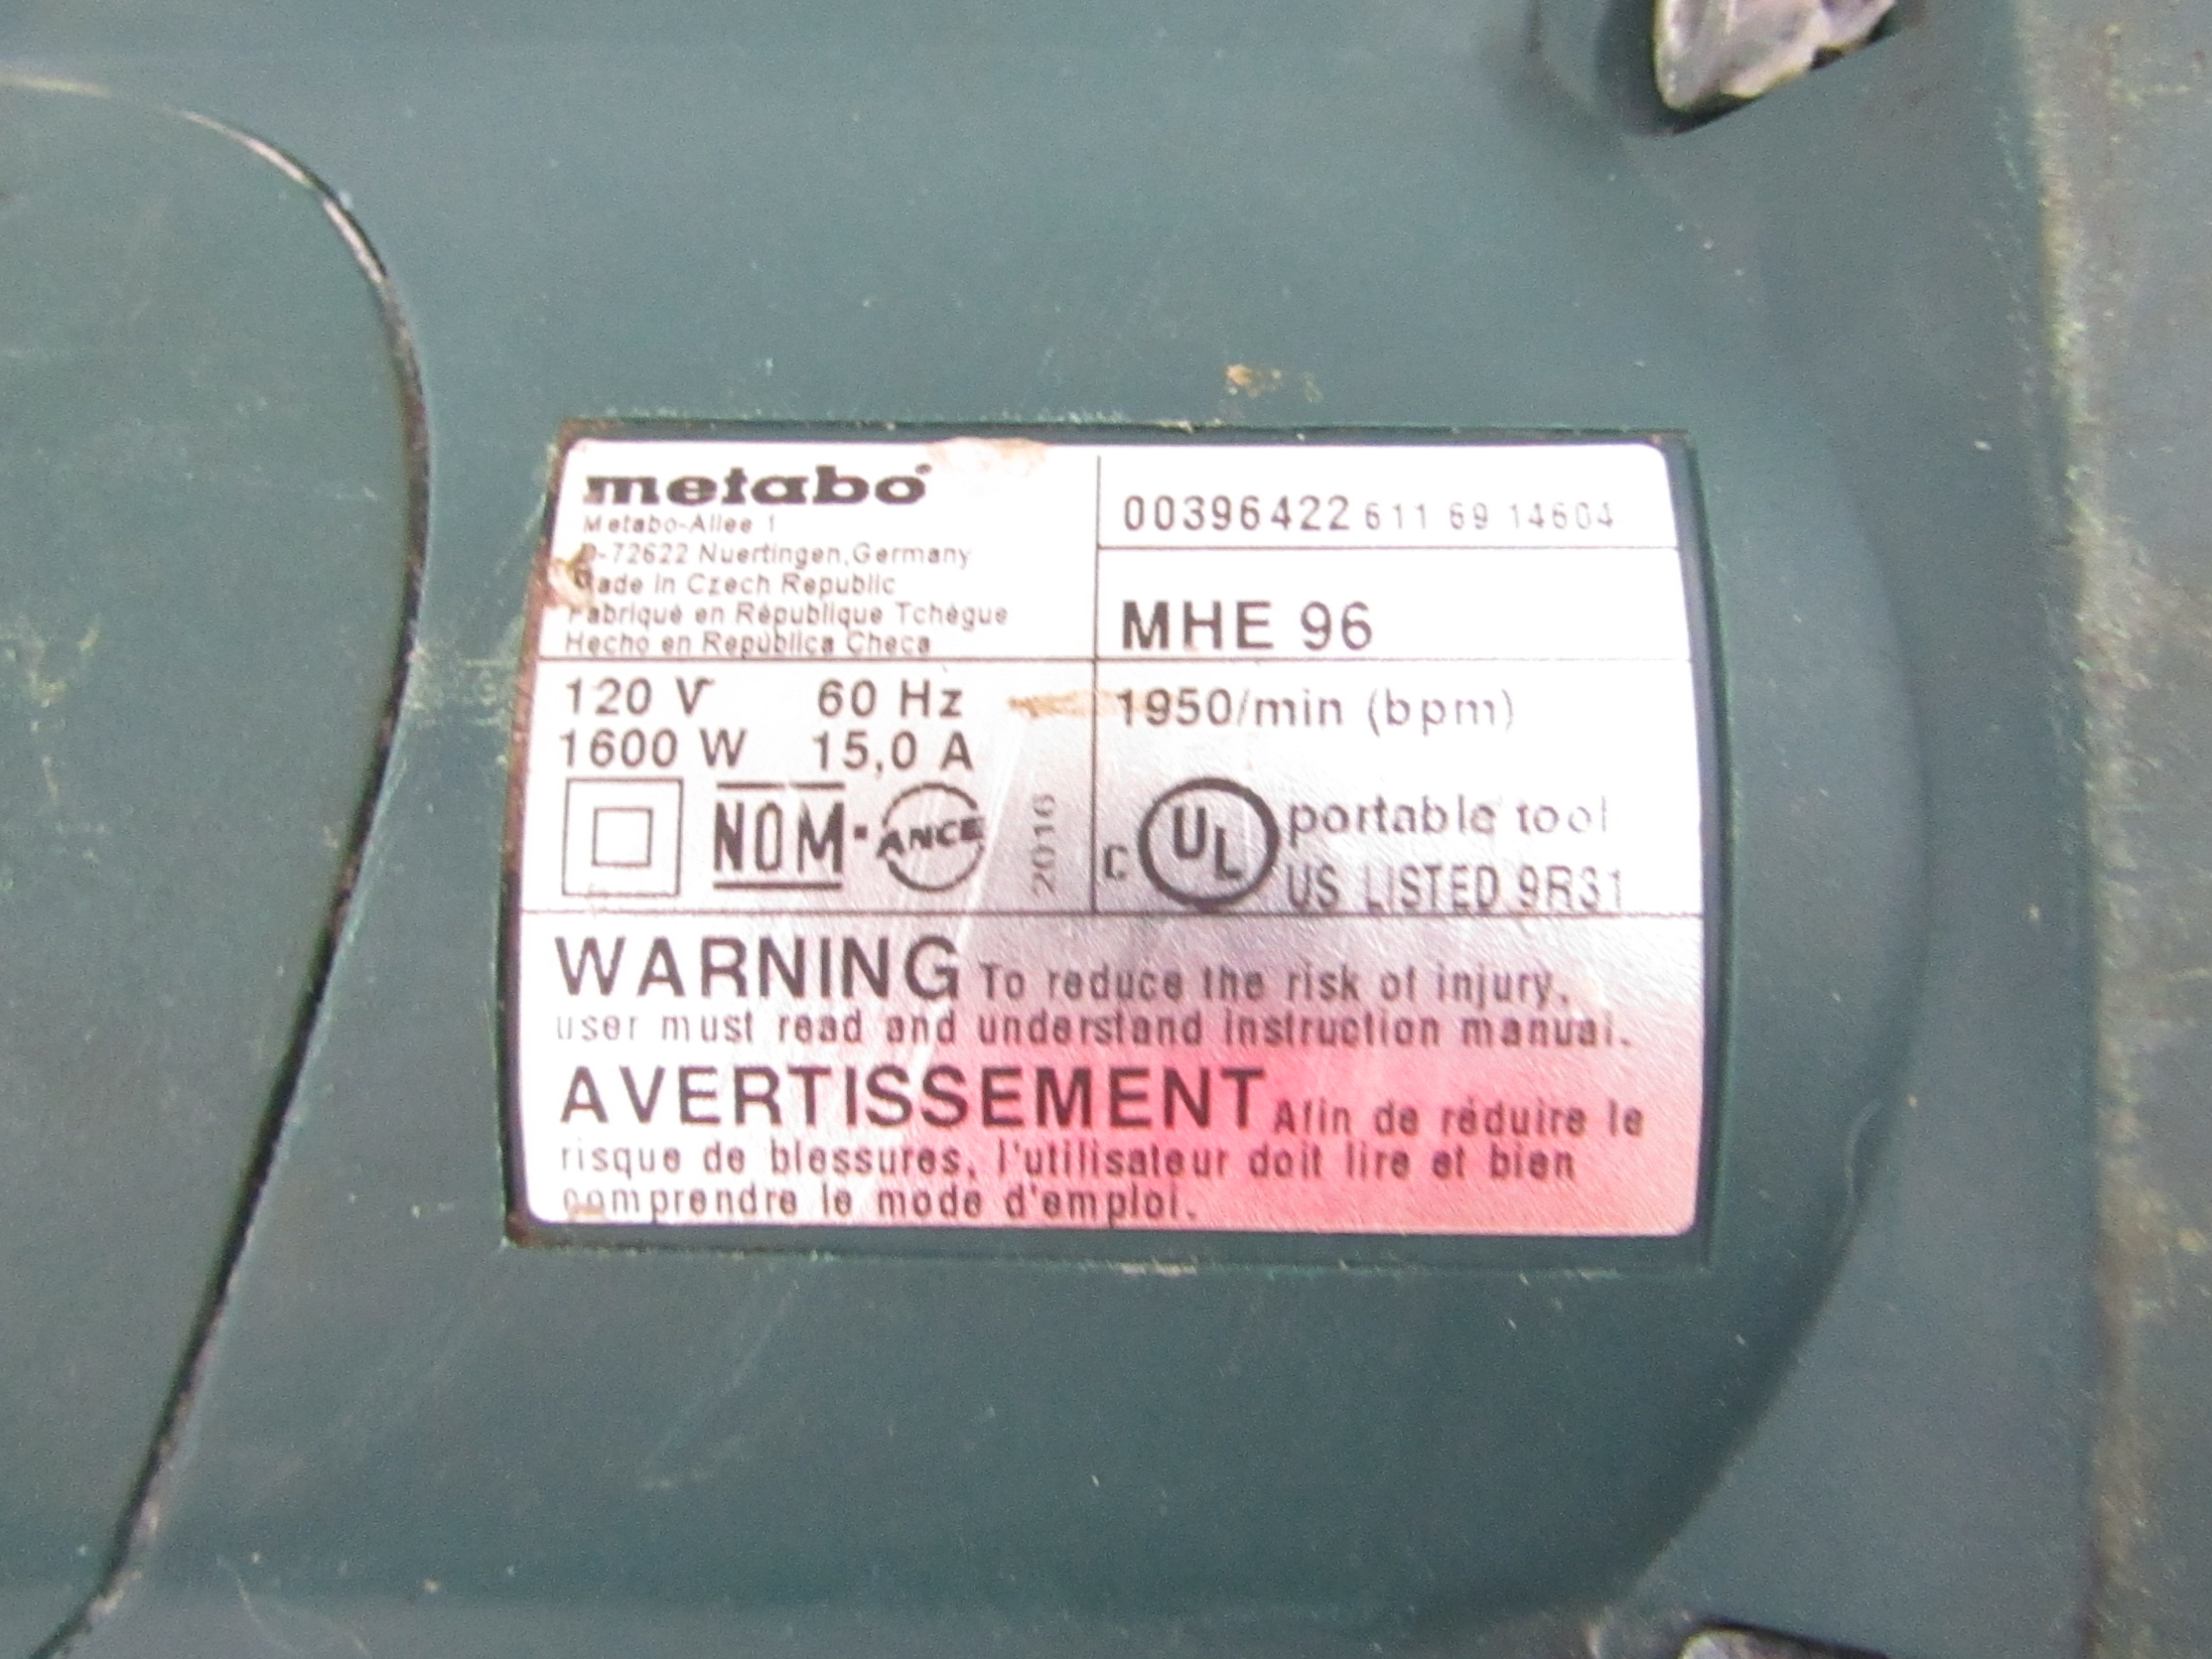 metabo
Metabo-Allee 1
D-72622 Nuertingen,Germany
Made in Czech Republic
Fabriqué en République Tchégue
Hecho en República Checa
00396422 611 69 14604
MHE 96
120 V 60 Hz
1600 W 15,0 A
NOM-ANCE
2016
1950/min (bpm)
C UL portable tool
US LISTED 9R31
WARNING To reduce the risk of injury,
user must read and understand instruction manual.
AVERTISSEMENT Afin de réduire le
risque de blessures, l'utilisateur doit lire et bien
comprendre le mode d'emploi.